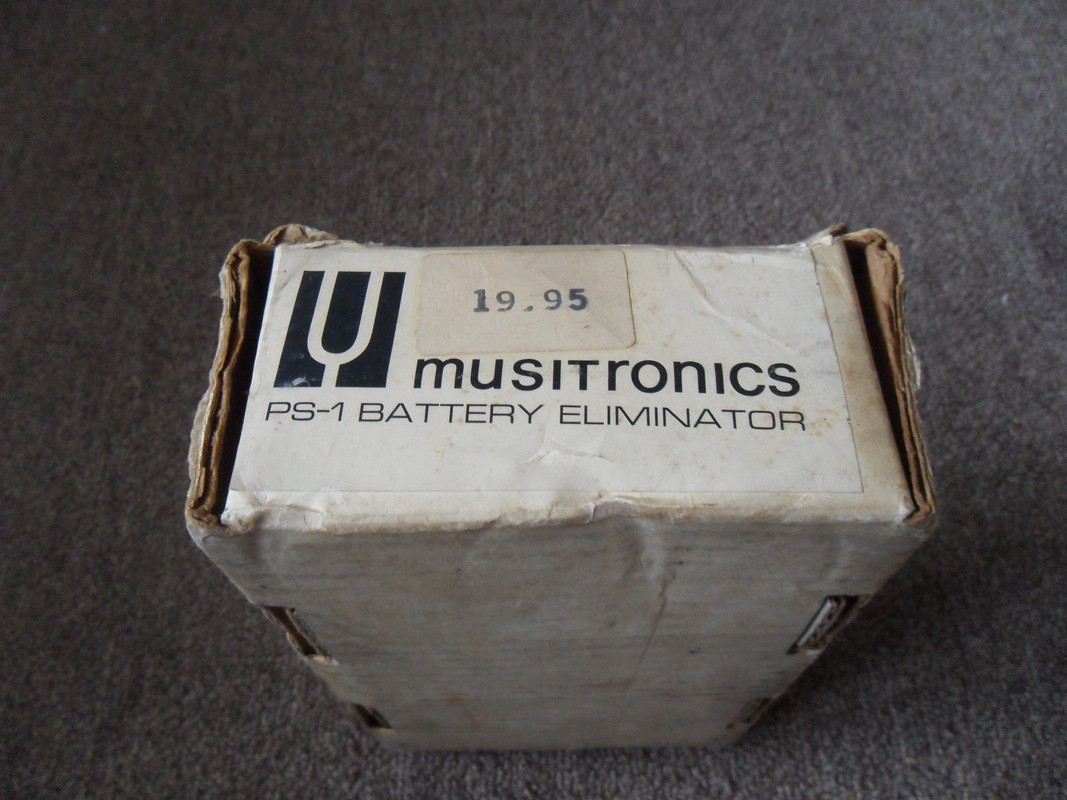 19.95
musitronics
PS-1 BATTERY ELIMINATOR